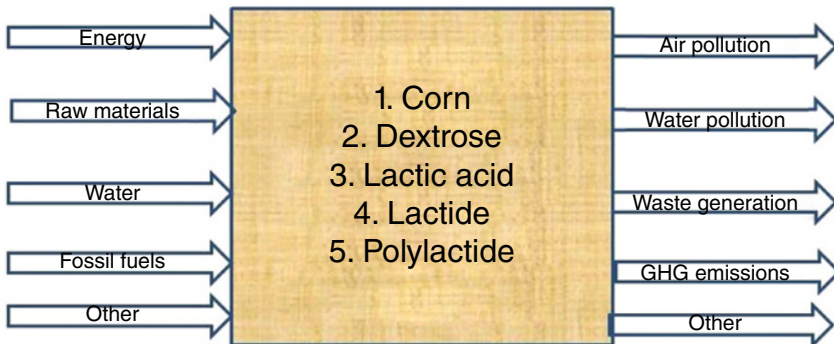 Energy
Raw materials
Water
Fossil fuels
Other
1. Corn
2. Dextrose
3. Lactic acid
4. Lactide
5. Polylactide
Air pollution
Water pollution
Waste generation
GHG emissions
Other